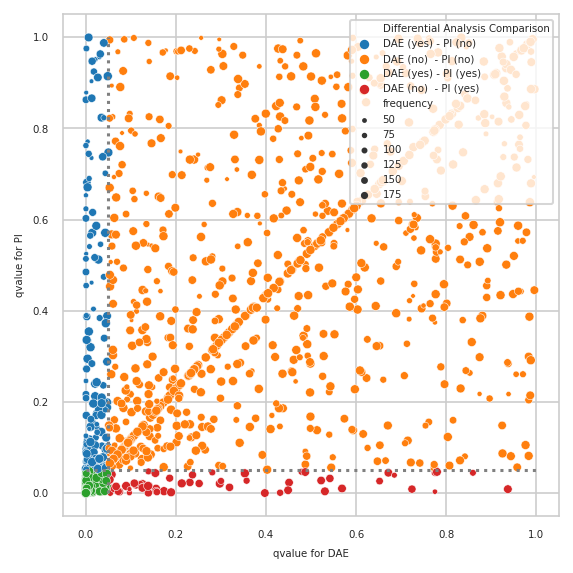 Differential Analysis Comparison
DAE (yes) - PI (no)
DAE (no) - PI (no)
DAE (yes) - PI (yes)
DAE (no) - PI (yes)
frequency
50
75
100
125
150
175
1.0
0.8
0.6
0.4
0.2
0.0
qvalue for PI
0.0 0.2 0.4 0.6 0.8 1.0
qvalue for DAE